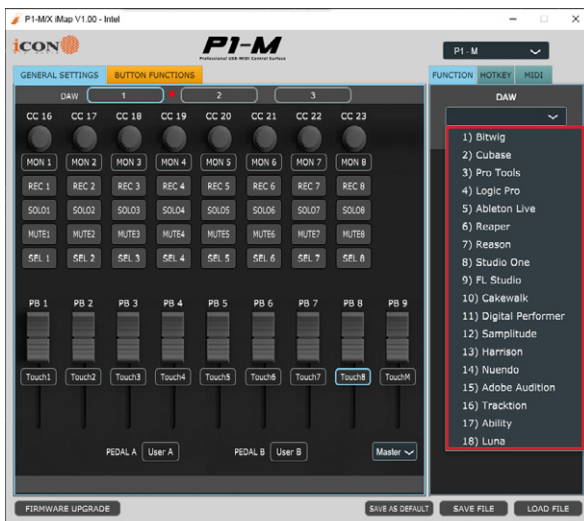 P1-M/X iMap V1.00 - Intel
iCON
P1-M
Professional USB-MIDI Control Surface
P1-M
GENERAL SETTINGS BUTTON FUNCTIONS
FUNCTION HOTKEY MIDI
DAW 1 2 3
DAW
CC 16 CC 17 CC 18 CC 19 CC 20 CC 21 CC 22 CC 23
MON 1 MON 2 MON 3 MON 4 MON 5 MON 6 MON 7 MON 8
REC 1 REC 2 REC 3 REC 4 REC 5 REC 6 REC 7 REC 8
SOLO1 SOLO2 SOLO3 SOLO4 SOLO5 SOLO6 SOLO7 SOLO8
MUTE1 MUTE2 MUTE3 MUTE4 MUTE5 MUTE6 MUTE7 MUTE8
SEL 1 SEL 2 SEL 3 SEL 4 SEL 5 SEL 6 SEL 7 SEL 8
PB 1 PB 2 PB 3 PB 4 PB 5 PB 6 PB 7 PB 8 PB 9
Touch1 Touch2 Touch3 Touch4 Touch5 Touch6 Touch7 Touch8 TouchM
PEDAL A User A PEDAL B User B Master
1) Bitwig
2) Cubase
3) Pro Tools
4) Logic Pro
5) Ableton Live
6) Reaper
7) Reason
8) Studio One
9) FL Studio
10) Cakewalk
11) Digital Performer
12) Samplitude
13) Harrison
14) Nuendo
15) Adobe Audition
16) Tracktion
17) Ability
18) Luna
FIRMWARE UPGRADE SAVE AS DEFAULT SAVE FILE LOAD FILE